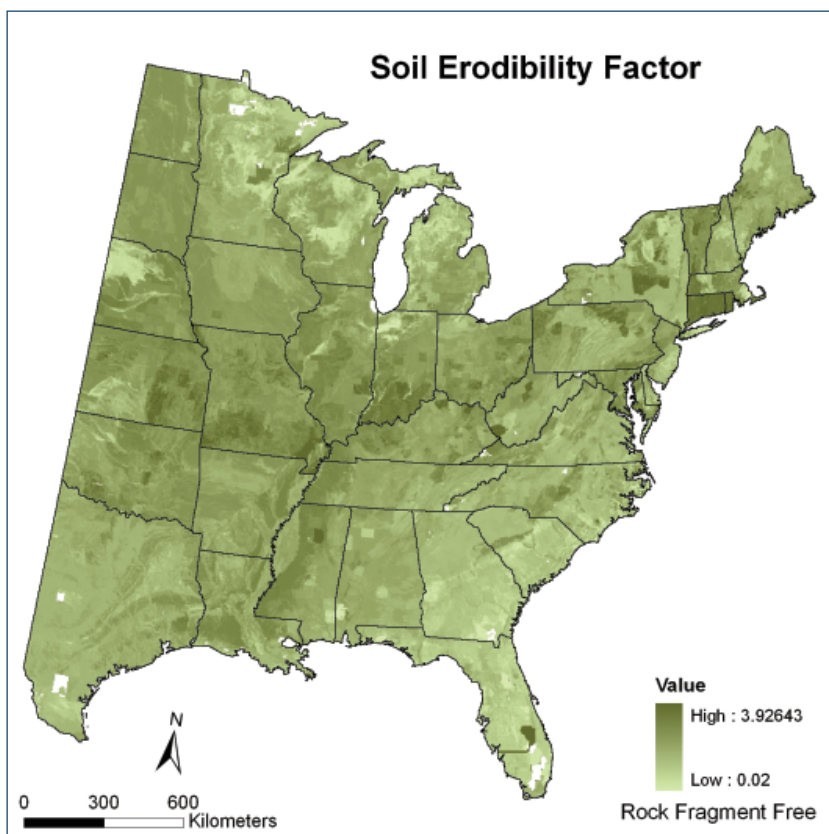 Soil Erodibility Factor
N
0 300 600
Kilometers
Value
High : 3.92643
Low : 0.02
Rock Fragment Free